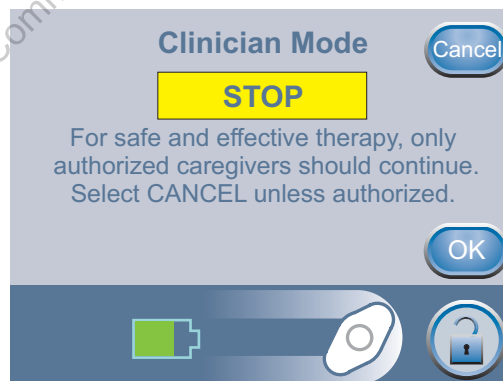 Clinician Mode
Cancel
STOP
For safe and effective therapy, only
authorized caregivers should continue.
Select CANCEL unless authorized.
OK